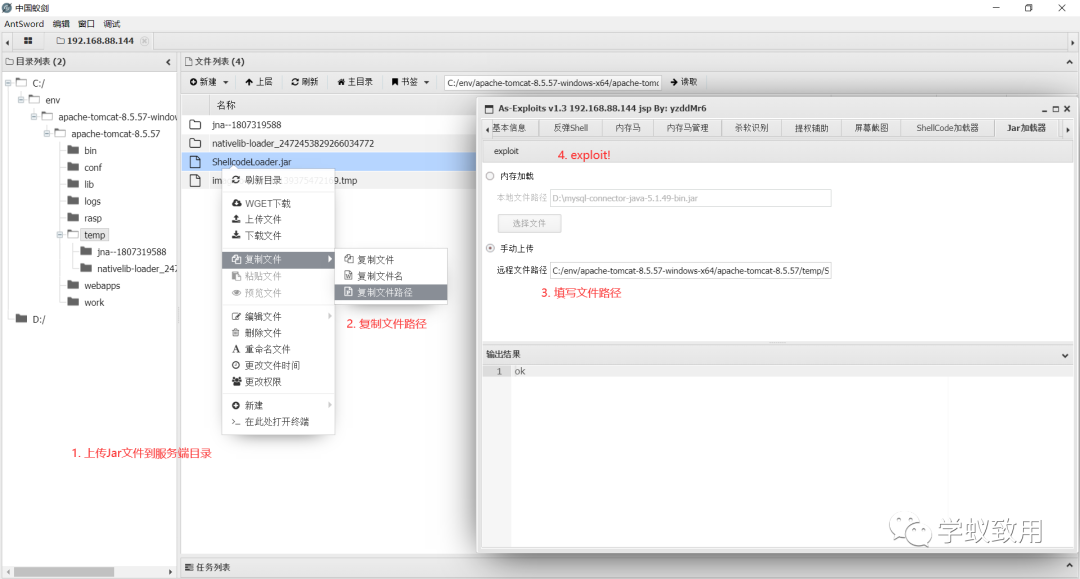 中国蚁剑
AntSword 编辑 窗口 调试
192.168.88.144
目录列表 (2)
C:/
env
apache-tomcat-8.5.57-window
apache-tomcat-8.5.57
bin
conf
lib
logs
rasp
temp
jna--1807319588
nativelib-loader_247
webapps
work
D:/
文件列表 (4)
新建 上层 刷新 主目录 书签 C:/env/apache-tomcat-8.5.57-windows-x64/apache-tomc 读取
名称
jna--1807319588
nativelib-loader_2472453829266034772
ShellcodeLoader.jar
刷新目录
WGET下载
上传文件
下载文件
复制文件
粘贴文件
预览文件
编辑文件
删除文件
重命名文件
更改文件时间
更改权限
新建
在此处打开终端
复制文件
复制文件名
复制文件路径
1. 上传Jar文件到服务端目录
2. 复制文件路径
As-Exploits v1.3 192.168.88.144 jsp By: yzddMr6
基本信息 反弹Shell 内存马 内存马管理 杀软识别 提权辅助 屏幕截图 ShellCode加载器 Jar加载器
exploit
4. exploit!
内存加载
本地文件路径 D:\mysql-connector-java-5.1.49-bin.jar
选择文件
手动上传
远程文件路径 C:/env/apache-tomcat-8.5.57-windows-x64/apache-tomcat-8.5.57/temp/S
3. 填写文件路径
输出结果
1 ok
学蚁致用
任务列表